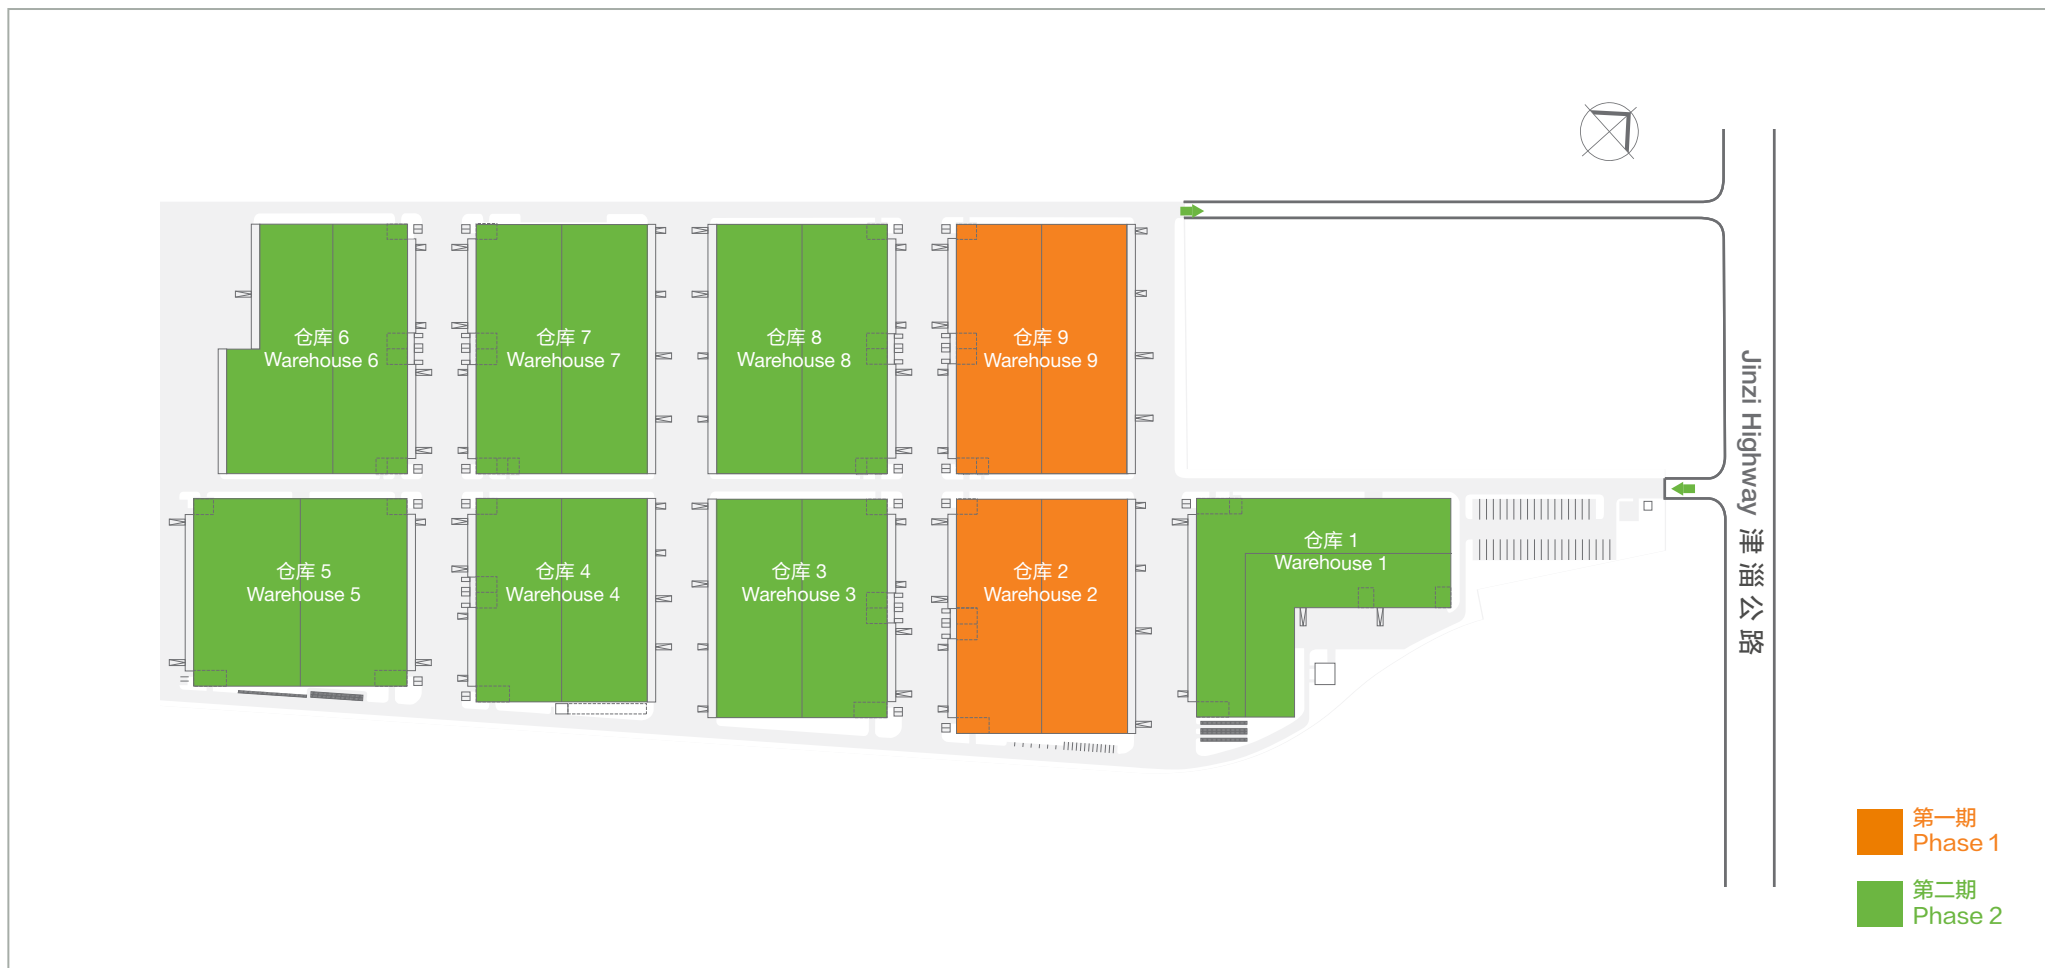 仓库 6
Warehouse 6
仓库 7
Warehouse 7
仓库 8
Warehouse 8
仓库 9
Warehouse 9
仓库 5
Warehouse 5
仓库 4
Warehouse 4
仓库 3
Warehouse 3
仓库 2
Warehouse 2
仓库 1
Warehouse 1
Jinzi Highway 津淄公路
第一期
Phase 1
第二期
Phase 2